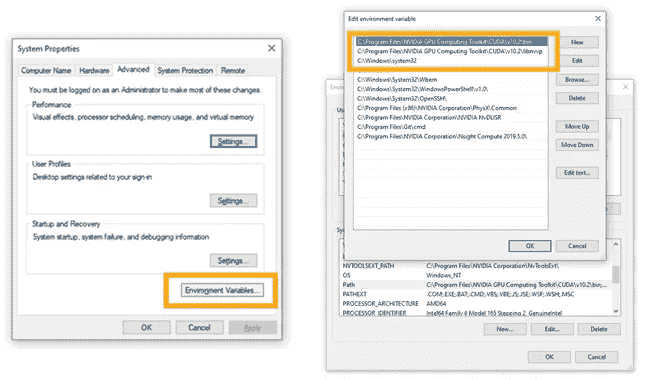 System Properties
Computer Name Hardware Advanced System Protection Remote
You must be logged on as an Administrator to make most of these changes.
Performance
Visual effects, processor scheduling, memory usage, and virtual memory
Settings...
User Profiles
Desktop settings related to your sign-in
Settings...
Startup and Recovery
System startup, system failure, and debugging information
Settings...
Environment Variables...
OK Cancel Apply
Edit environment variable
C:\Program Files\NVIDIA GPU Computing Toolkit\CUDA\v10.2\bin
C:\Program Files\NVIDIA GPU Computing Toolkit\CUDA\v10.2\libnvvp
C:\Windows\system32
C:\Windows\System32\Wbem
C:\Windows\System32\WindowsPowerShell\v1.0\
C:\Windows\System32\OpenSSH\
C:\Program Files (x86)\NVIDIA Corporation\PhysX\Common
C:\Program Files\NVIDIA Corporation\NVIDIA NvDLISR
C:\Program Files\Git\cmd
C:\Program Files\NVIDIA Corporation\Nsight Compute 2019.5.0\
New
Edit
Browse...
Delete
Move Up
Move Down
Edit text...
OK Cancel
NVTOOLSEXT_PATH C:\Program Files\NVIDIA Corporation\NvToolsExt\
OS Windows_NT
Path C:\Program Files\NVIDIA GPU Computing Toolkit\CUDA\v10.2\bin;...
PATHEXT .COM;.EXE;.BAT;.CMD;.VBS;.VBE;.JS;.JSE;.WSF;.WSH;.MSC
PROCESSOR_ARCHITECTURE AMD64
PROCESSOR_IDENTIFIER Intel64 Family 6 Model 165 Stepping 2, GenuineIntel
New... Edit... Delete
OK Cancel